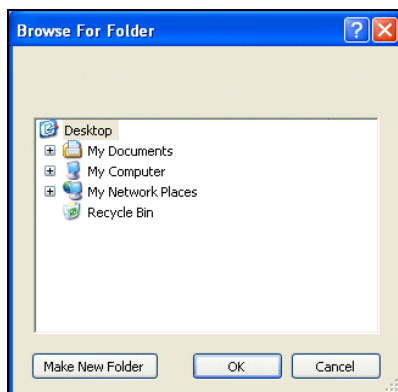 Browse For Folder
Desktop
My Documents
My Computer
My Network Places
Recycle Bin
Make New Folder OK Cancel